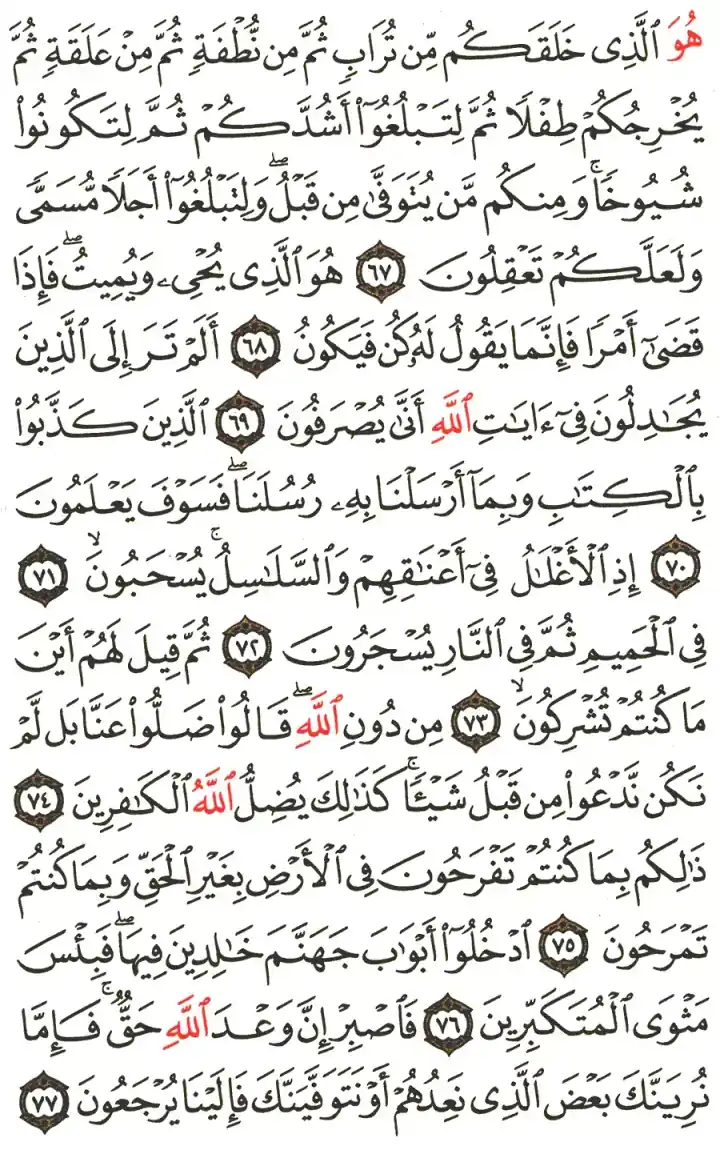 هُوَ ٱلَّذِى خَلَقَكُم مِّن تُرَابٍ ثُمَّ مِن نُّطْفَةٍ ثُمَّ مِنْ عَلَقَةٍ ثُمَّ
يُخْرِجُكُمْ طِفْلًا ثُمَّ لِتَبْلُغُوٓا۟ أَشُدَّكُمْ ثُمَّ لِتَكُونُوا۟
شُيُوخًا ۚ وَمِنكُم مَّن يُتَوَفَّىٰ مِن قَبْلُ ۖ وَلِتَبْلُغُوٓا۟ أَجَلًا مُّسَمًّى
وَلَعَلَّكُمْ تَعْقِلُونَ ٦٧ هُوَ ٱلَّذِى يُحْىِۦ وَيُمِيتُ ۖ فَإِذَا
قَضَىٰٓ أَمْرًا فَإِنَّمَا يَقُولُ لَهُۥ كُن فَيَكُونُ ٦٨ أَلَمْ تَرَ إِلَى ٱلَّذِينَ
يُجَـٰدِلُونَ فِىٓ ءَايَـٰتِ ٱللَّهِ أَنَّىٰ يُصْرَفُونَ ٦٩ ٱلَّذِينَ كَذَّبُوا۟
بِٱلْكِتَـٰبِ وَبِمَآ أَرْسَلْنَا بِهِۦ رُسُلَنَا ۖ فَسَوْفَ يَعْلَمُونَ
٧٠ إِذِ ٱلْأَغْلَـٰلُ فِىٓ أَعْنَـٰقِهِمْ وَٱلسَّلَـٰسِلُ ۚ يُسْحَبُونَ ۙ ٧١
فِى ٱلْحَمِيمِ ثُمَّ فِى ٱلنَّارِ يُسْجَرُونَ ٧٢ ثُمَّ قِيلَ لَهُمْ أَيْنَ
مَا كُنتُمْ تُشْرِكُونَ ۙ ٧٣ مِن دُونِ ٱللَّهِ ۖ قَالُوا۟ ضَلُّوا۟ عَنَّا بَل لَّمْ
نَكُن نَّدْعُوا۟ مِن قَبْلُ شَيْـًٔا ۚ كَذَٰلِكَ يُضِلُّ ٱللَّهُ ٱلْكَـٰفِرِينَ ٧٤
ذَٰلِكُم بِمَا كُنتُمْ تَفْرَحُونَ فِى ٱلْأَرْضِ بِغَيْرِ ٱلْحَقِّ وَبِمَا كُنتُمْ
تَمْرَحُونَ ٧٥ ٱدْخُلُوٓا۟ أَبْوَٰبَ جَهَنَّمَ خَـٰلِدِينَ فِيهَا ۖ فَبِئْسَ
مَثْوَى ٱلْمُتَكَبِّرِينَ ٧٦ فَٱصْبِرْ إِنَّ وَعْدَ ٱللَّهِ حَقٌّ ۚ فَإِمَّا
نُرِيَنَّكَ بَعْضَ ٱلَّذِى نَعِدُهُمْ أَوْ نَتَوَفَّيَنَّكَ فَإِلَيْنَا يُرْجَعُونَ ٧٧